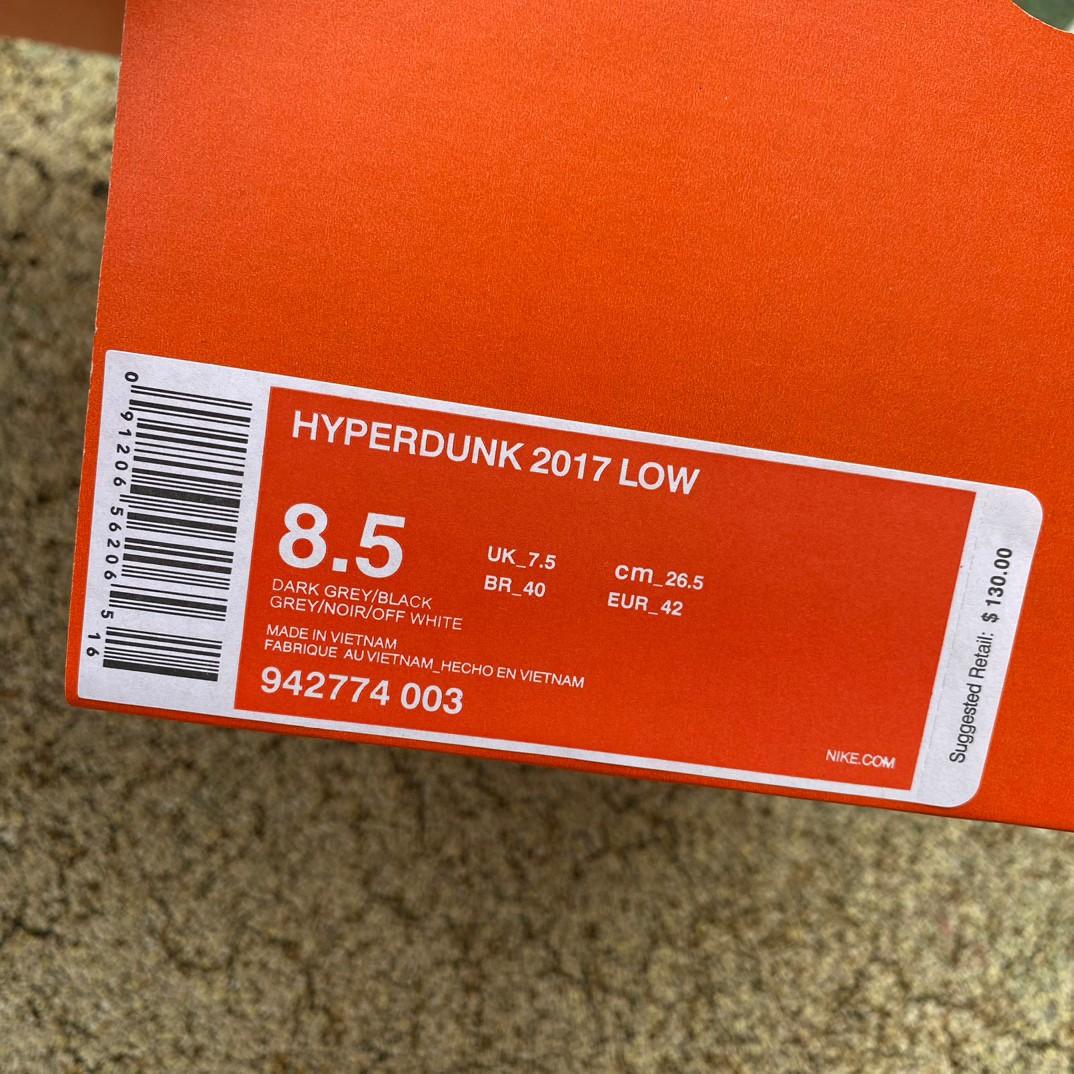 HYPERDUNK 2017 LOW
8.5
UK_7.5
cm_26.5
BR_40
EUR_42
DARK GREY/BLACK
GREY/NOIR/OFF WHITE
MADE IN VIETNAM
FABRIQUE AU VIETNAM_HECHO EN VIETNAM
942774 003
NIKE.COM
Suggested Retail: $ 130.00
0 91206 56206 5 16